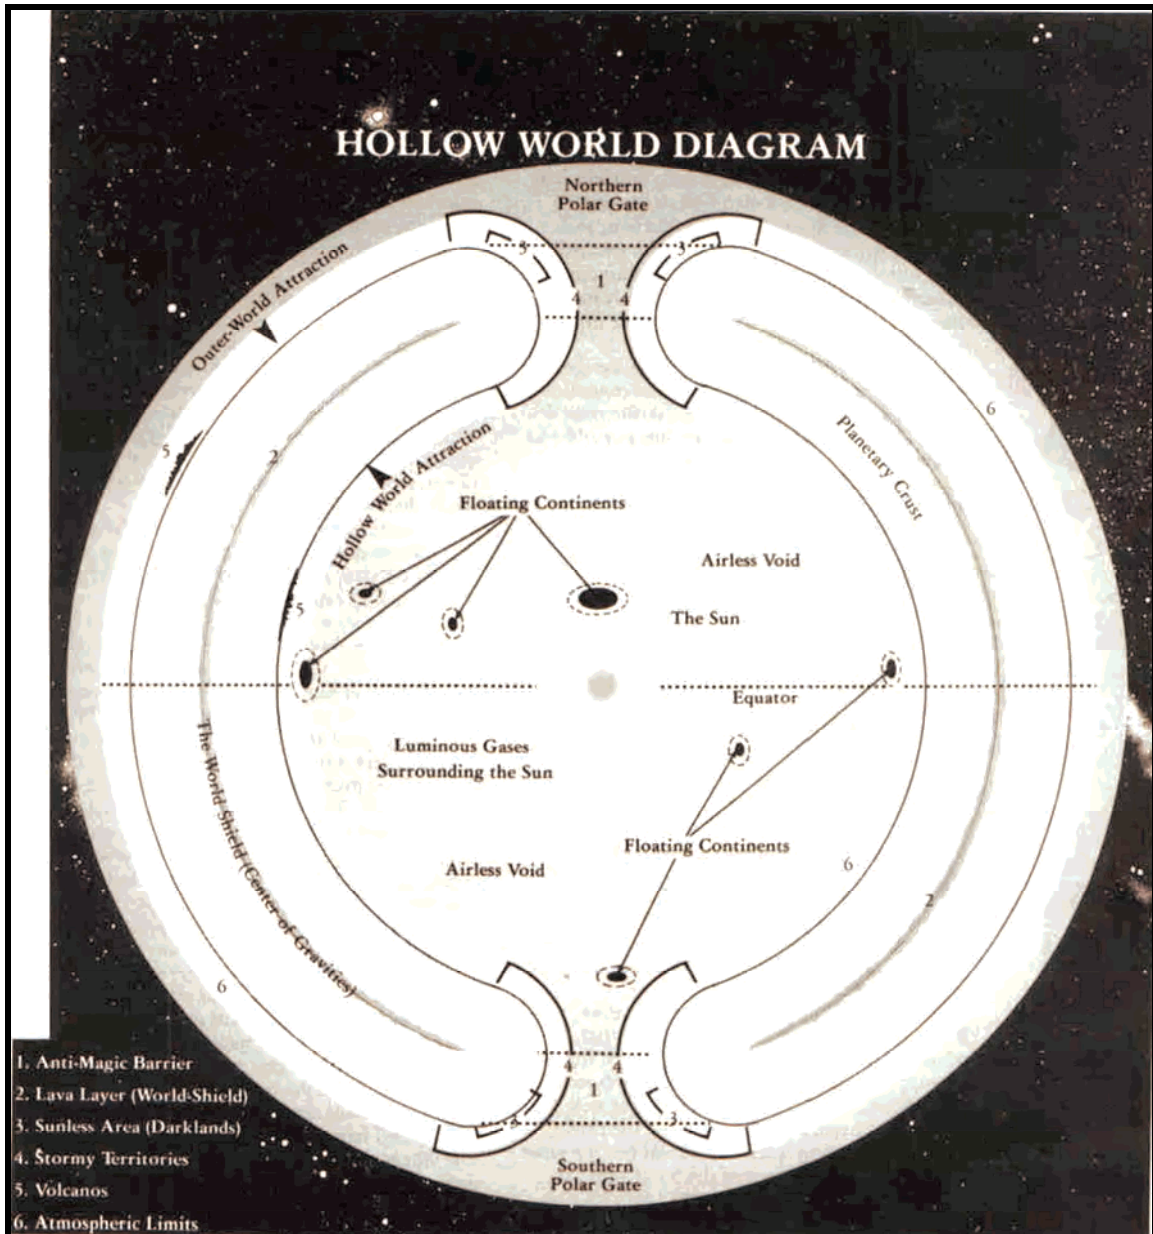 HOLLOW WORLD DIAGRAM
Northern
Polar Gate
3
3
1
4
4
Outer-World Attraction
6
5
2
Planetary Crust
Hollow World Attraction
Floating Continents
Airless Void
5
The Sun
Equator
The World Shield (Center of Gravities)
Luminous Gases
Surrounding the Sun
Floating Continents
Airless Void
6
2
6
4
4
1
3
3
Southern
Polar Gate
1. Anti-Magic Barrier
2. Lava Layer (World-Shield)
3. Sunless Area (Darklands)
4. Stormy Territories
5. Volcanos
6. Atmospheric Limits